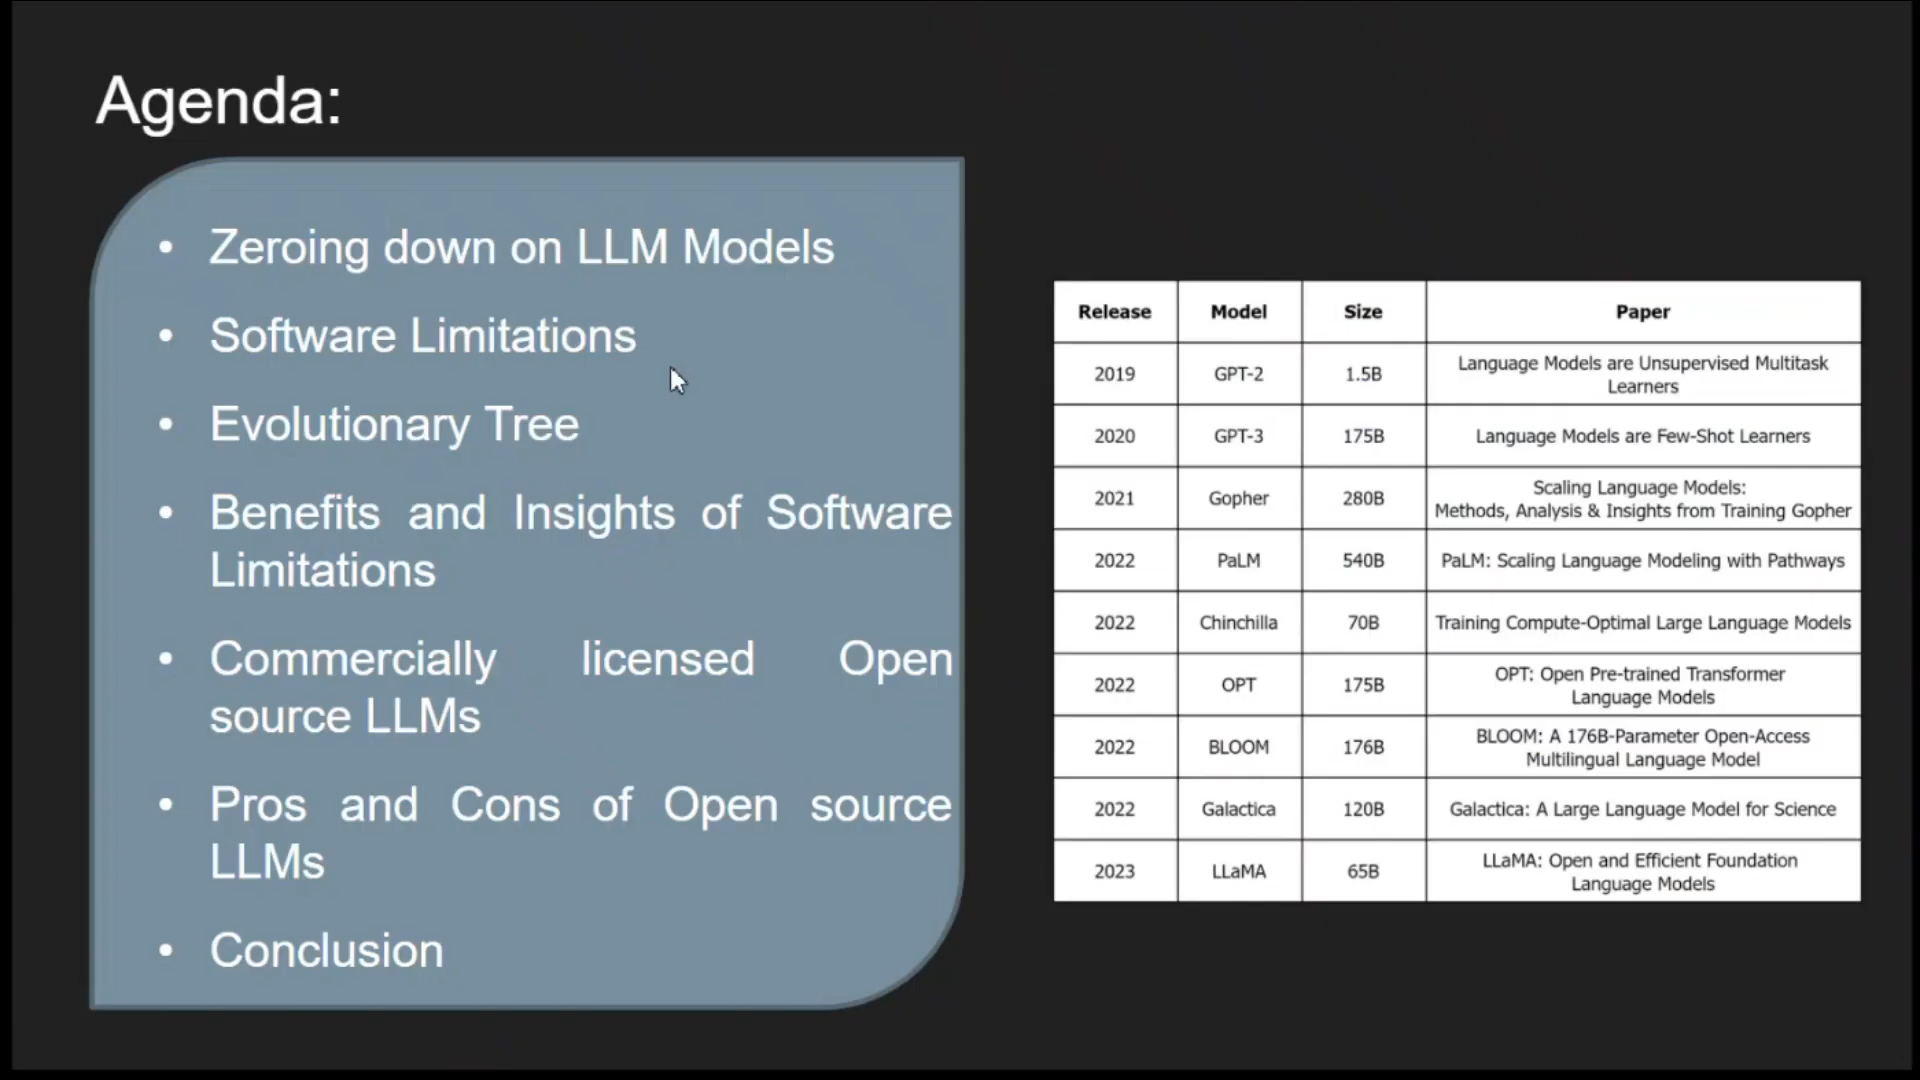 Agenda:
• Zeroing down on LLM Models
• Software Limitations
• Evolutionary Tree
• Benefits and Insights of Software
Limitations
• Commercially licensed Open
source LLMs
• Pros and Cons of Open source
LLMs
• Conclusion
Release Model Size Paper
2019 GPT-2 1.5B Language Models are Unsupervised Multitask
Learners
2020 GPT-3 175B Language Models are Few-Shot Learners
2021 Gopher 280B Scaling Language Models:
Methods, Analysis & Insights from Training Gopher
2022 PaLM 540B PaLM: Scaling Language Modeling with Pathways
2022 Chinchilla 70B Training Compute-Optimal Large Language Models
2022 OPT 175B OPT: Open Pre-trained Transformer
Language Models
2022 BLOOM 176B BLOOM: A 176B-Parameter Open-Access
Multilingual Language Model
2022 Galactica 120B Galactica: A Large Language Model for Science
2023 LLaMA 65B LLaMA: Open and Efficient Foundation
Language Models